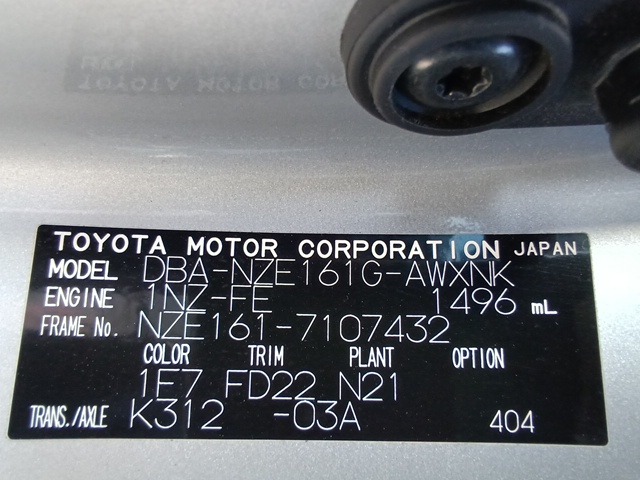 TOYOTA MOTOR CORPORATION JAPAN
MODEL DBA-NZE161G-AWXNK
ENGINE 1NZ-FE 1496 mL
FRAME No. NZE161-7107432
COLOR TRIM PLANT OPTION
1E7 FD22 N21
TRANS./AXLE K312 -03A 404